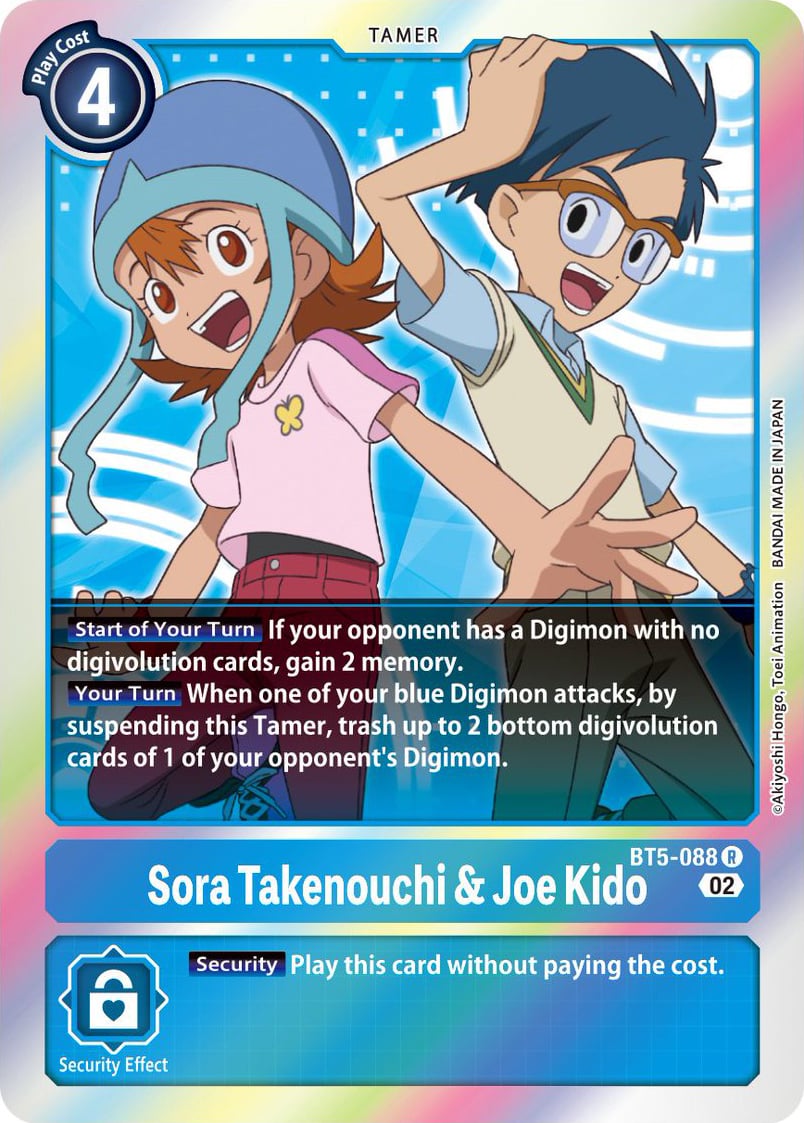 TAMER
Play Cost
4
Start of Your Turn If your opponent has a Digimon with no
digivolution cards, gain 2 memory.
Your Turn When one of your blue Digimon attacks, by
suspending this Tamer, trash up to 2 bottom digivolution
cards of 1 of your opponent's Digimon.
©Akiyoshi Hongo, Toei Animation BANDAI MADE IN JAPAN
BT5-088 R
Sora Takenouchi & Joe Kido
02
Security Play this card without paying the cost.
Security Effect